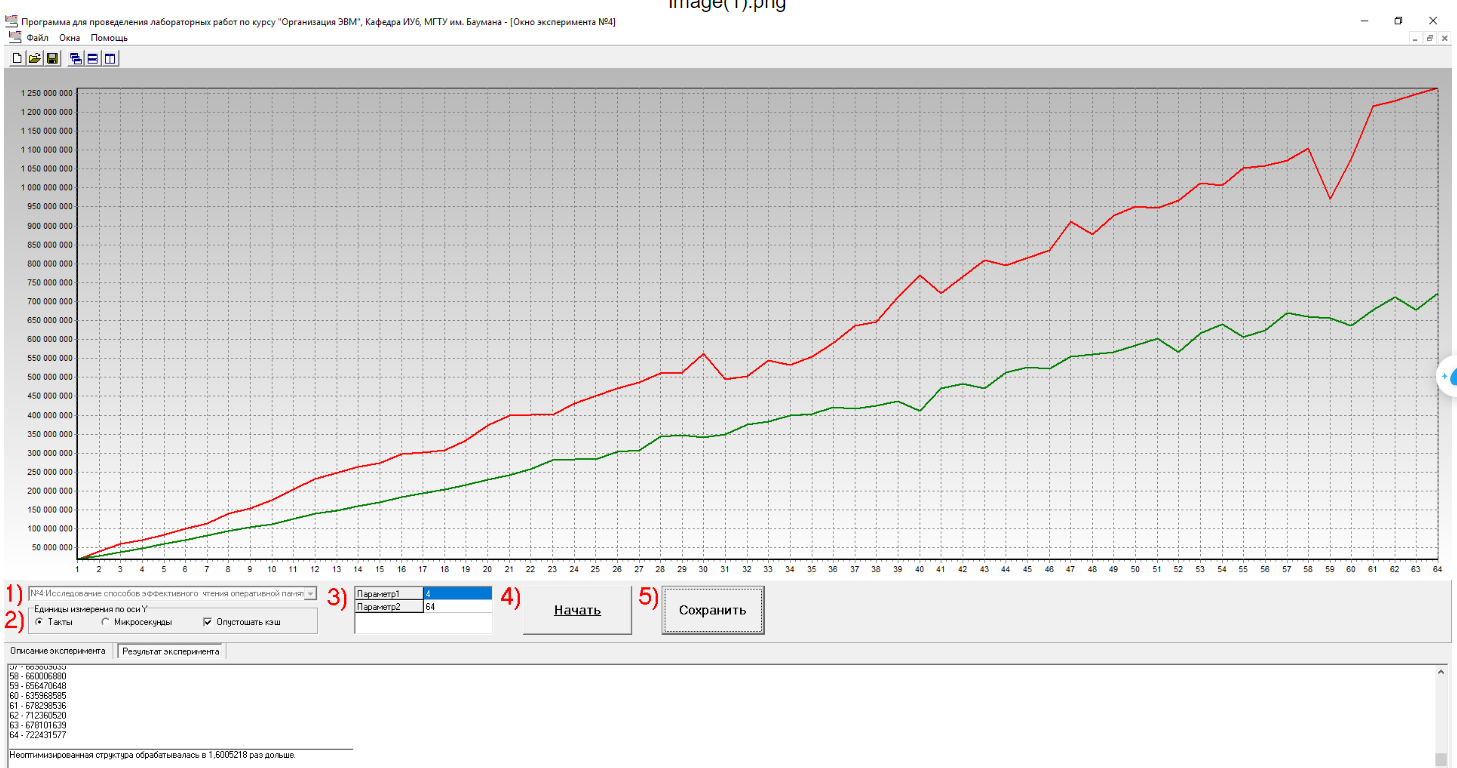 image(1).png
Программа для проведения лабораторных работ по курсу "Организация ЭВМ", Кафедра ИУ6, МГТУ им. Баумана - [Окно эксперимента №4]
Файл Окна Помощь
1 250 000 000
1 200 000 000
1 150 000 000
1 100 000 000
1 050 000 000
1 000 000 000
950 000 000
900 000 000
850 000 000
800 000 000
750 000 000
700 000 000
650 000 000
600 000 000
550 000 000
500 000 000
450 000 000
400 000 000
350 000 000
300 000 000
250 000 000
200 000 000
150 000 000
100 000 000
50 000 000
1 2 3 4 5 6 7 8 9 10 11 12 13 14 15 16 17 18 19 20 21 22 23 24 25 26 27 28 29 30 31 32 33 34 35 36 37 38 39 40 41 42 43 44 45 46 47 48 49 50 51 52 53 54 55 56 57 58 59 60 61 62 63 64
1) №4:Исследование способов эффективного чтения оперативной памят
2) Единицы измерения по оси Y
Такты Микросекунды Опустошать кэш
3) Параметр1 4
Параметр2 64
4) Начать
5) Сохранить
Описание эксперимента Результат эксперимента
58 - 660006880
59 - 656470648
60 - 635968585
61 - 678298536
62 - 712360520
63 - 678101639
64 - 722431577
Неоптимизированная структура обрабатывалась в 1,6005218 раз дольше.